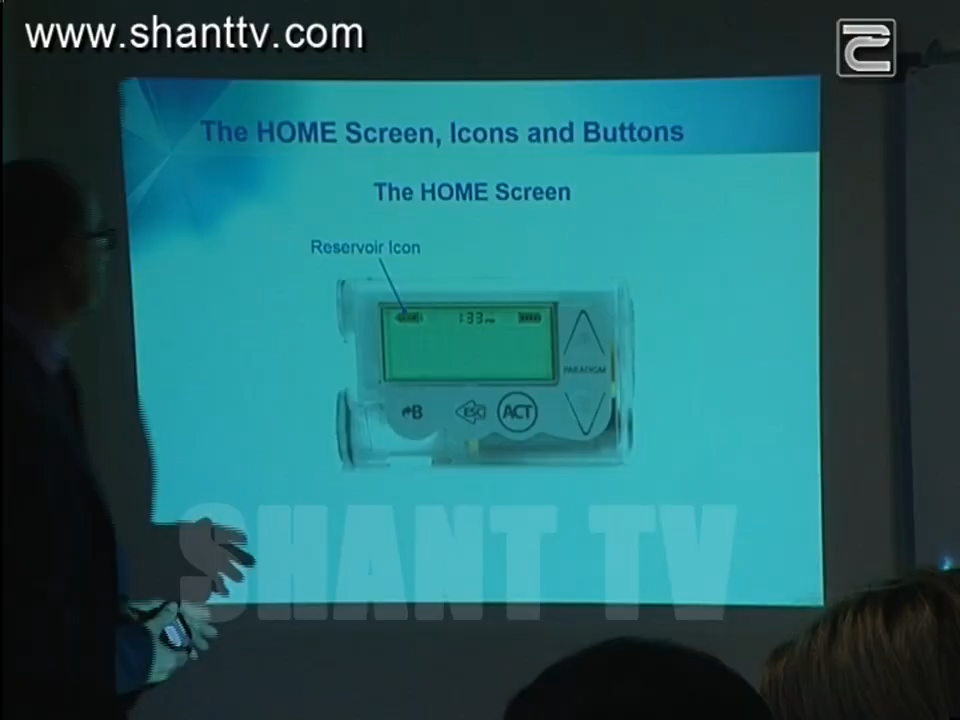 www.shanttv.com
The HOME Screen, Icons and Buttons
The HOME Screen
Reservoir Icon
1:33 PM
PARADIGM
B ESC ACT
SHANT TV